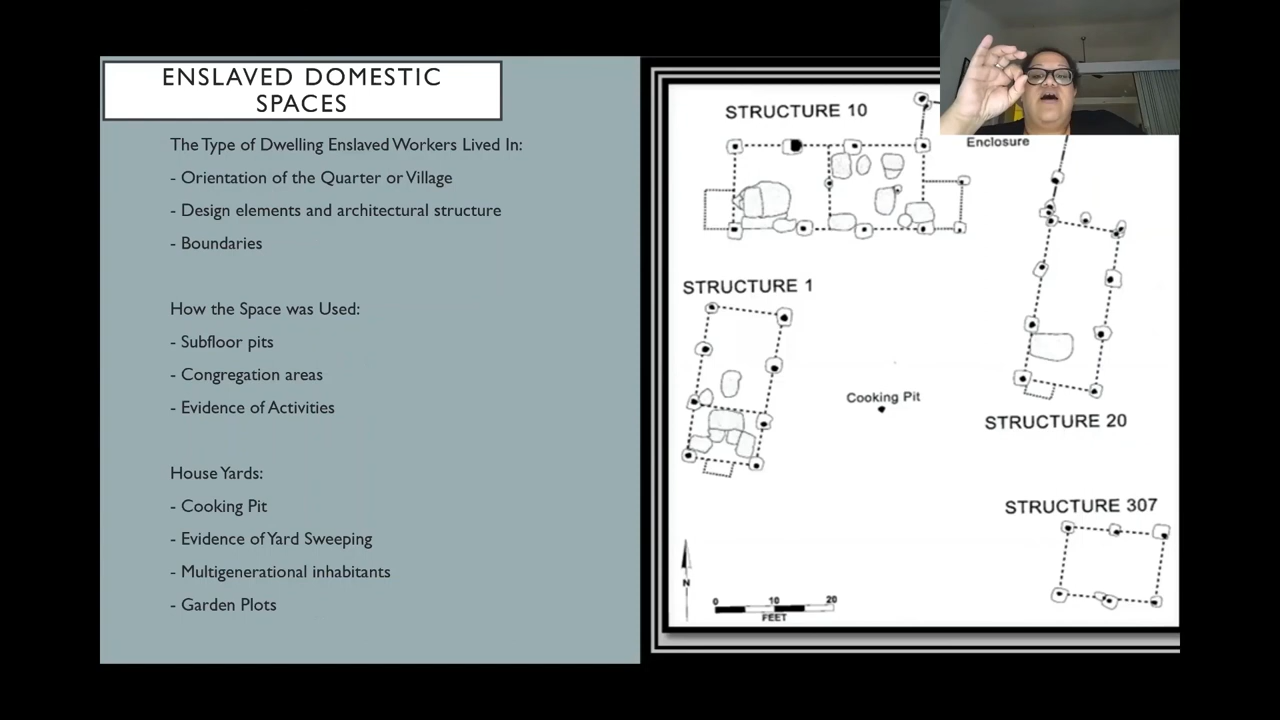 ENSLAVED DOMESTIC
SPACES
The Type of Dwelling Enslaved Workers Lived In:
- Orientation of the Quarter or Village
- Design elements and architectural structure
- Boundaries
How the Space was Used:
- Subfloor pits
- Congregation areas
- Evidence of Activities
House Yards:
- Cooking Pit
- Evidence of Yard Sweeping
- Multigenerational inhabitants
- Garden Plots
STRUCTURE 10
Enclosure
STRUCTURE 1
Cooking Pit
STRUCTURE 20
STRUCTURE 307
N
0 10 20
FEET